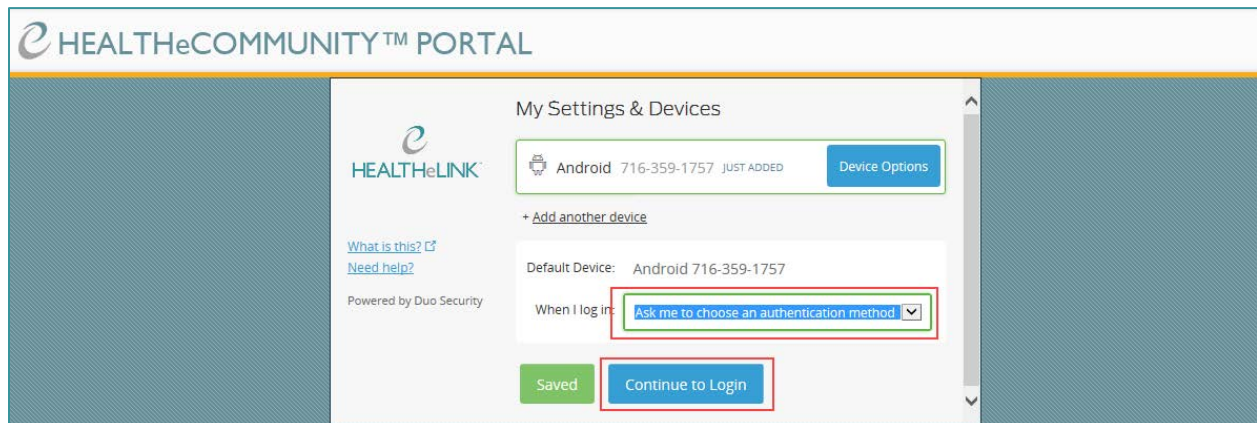 HEALTHeCOMMUNITY™ PORTAL
HEALTHeLINK™
What is this?
Need help?
Powered by Duo Security
My Settings & Devices
Android 716-359-1757 JUST ADDED Device Options
+ Add another device
Default Device: Android 716-359-1757
When I log in: Ask me to choose an authentication method
Saved Continue to Login